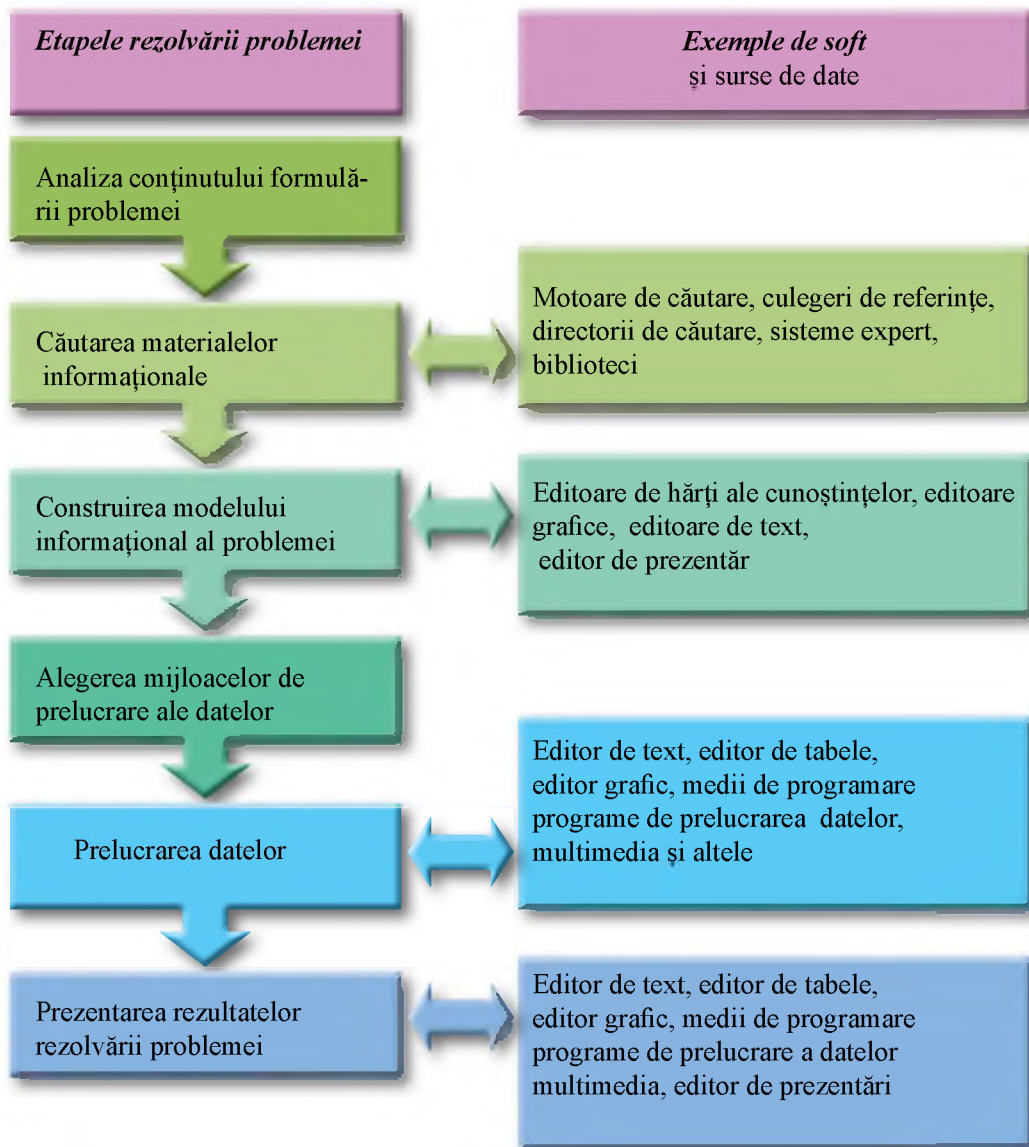 Etapele rezolvării problemei
Exemple de soft
și surse de date
Analiza conținutului formulă-
rii problemei
Căutarea materialelor
informaționale
Motoare de căutare, culegeri de referințe,
directorii de căutare, sisteme expert,
biblioteci
Construirea modelului
informațional al problemei
Editoare de hărți ale cunoștințelor, editoare
grafice, editoare de text,
editor de prezentăr
Alegerea mijloacelor de
prelucrare ale datelor
Prelucrarea datelor
Editor de text, editor de tabele,
editor grafic, medii de programare
programe de prelucrarea datelor,
multimedia și altele
Prezentarea rezultatelor
rezolvării problemei
Editor de text, editor de tabele,
editor grafic, medii de programare
programe de prelucrare a datelor
multimedia, editor de prezentări